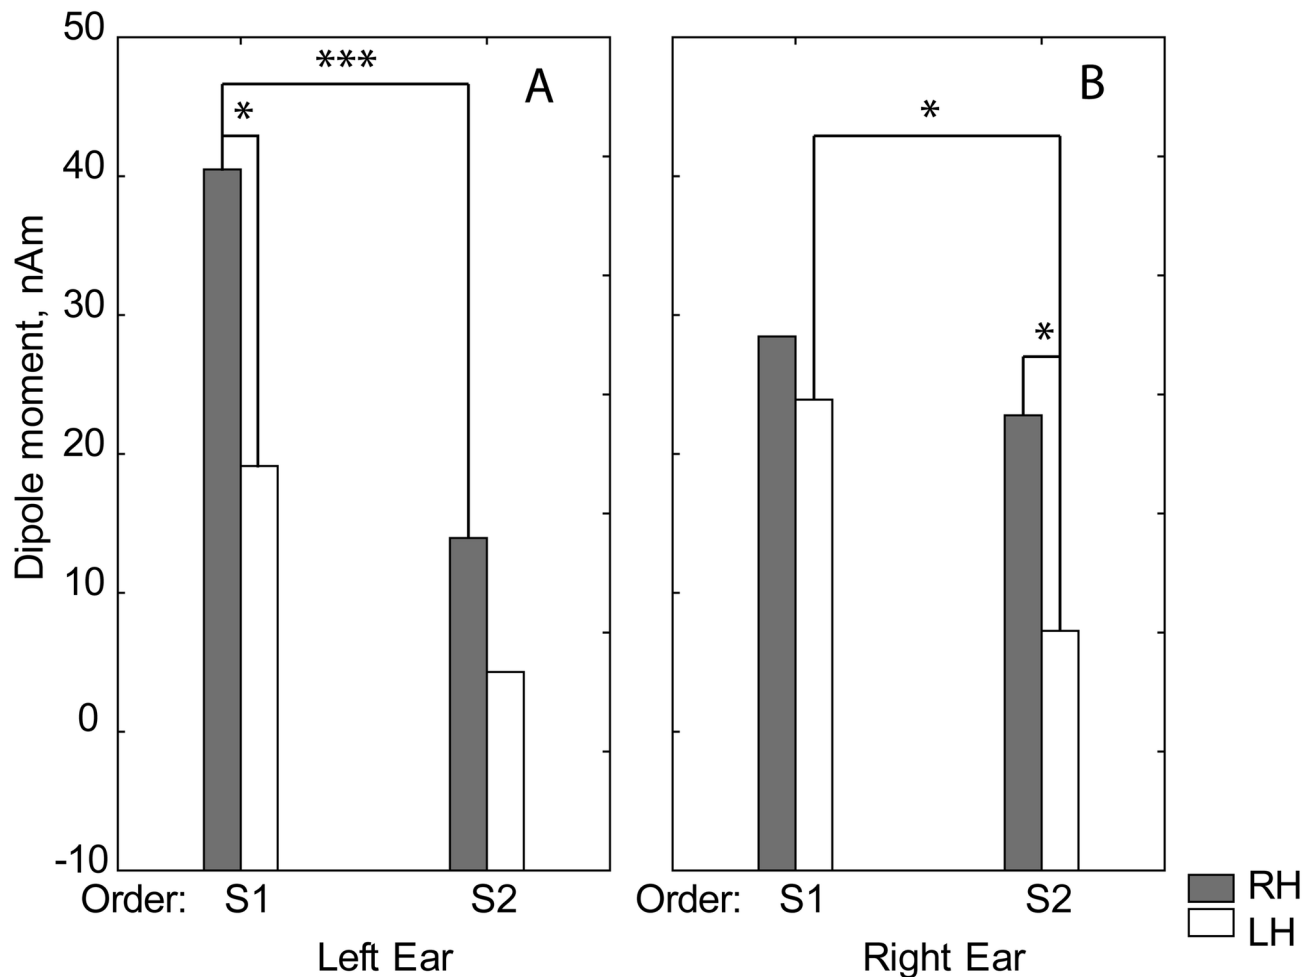 50
40
30
20
10
0
-10
Dipole moment, nAm
***
*
A
Order: S1 S2
Left Ear
*
*
B
Order: S1 S2
Right Ear
RH
LH